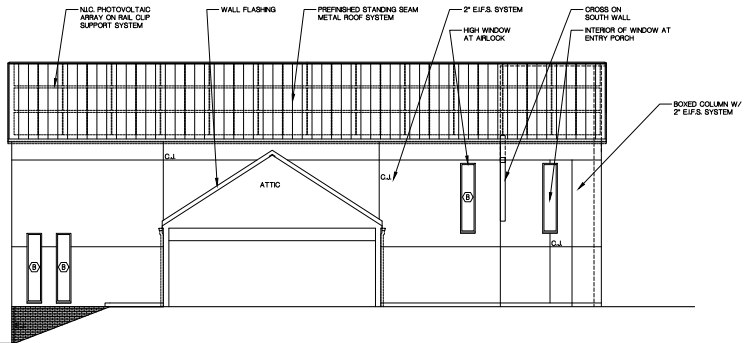 N.I.C. PHOTOVOLTAIC
ARRAY ON RAIL CLIP
SUPPORT SYSTEM
WALL FLASHING
PREFINISHED STANDING SEAM
METAL ROOF SYSTEM
2" E.I.F.S. SYSTEM
HIGH WINDOW
AT AIRLOCK
CROSS ON
SOUTH WALL
INTERIOR OF WINDOW AT
ENTRY PORCH
BOXED COLUMN W/
2" E.I.F.S. SYSTEM
C.J.
C.J.
ATTIC
B
C.J.
B
B